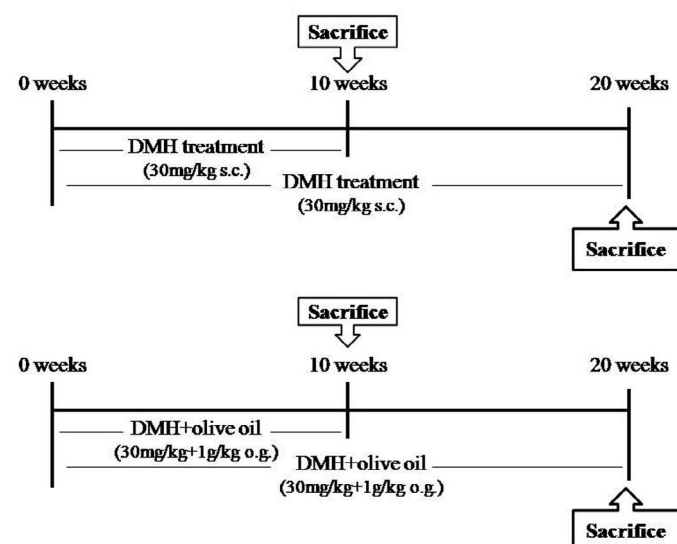 Sacrifice
0 weeks 10 weeks 20 weeks
DMH treatment
(30mg/kg s.c.)
DMH treatment
(30mg/kg s.c.)
Sacrifice
Sacrifice
0 weeks 10 weeks 20 weeks
DMH+olive oil
(30mg/kg+1g/kg o.g.)
DMH+olive oil
(30mg/kg+1g/kg o.g.)
Sacrifice